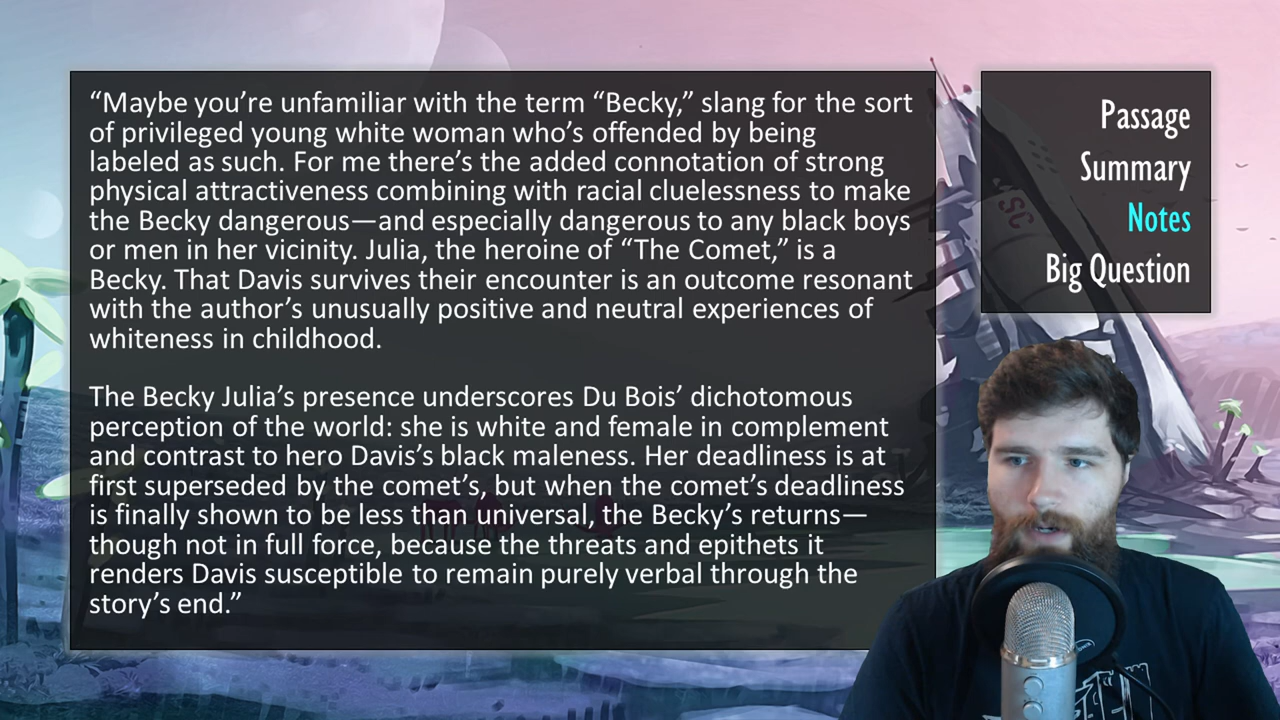 “Maybe you’re unfamiliar with the term “Becky,” slang for the sort
of privileged young white woman who’s offended by being
labeled as such. For me there’s the added connotation of strong
physical attractiveness combining with racial cluelessness to make
the Becky dangerous—and especially dangerous to any black boys
or men in her vicinity. Julia, the heroine of “The Comet,” is a
Becky. That Davis survives their encounter is an outcome resonant
with the author’s unusually positive and neutral experiences of
whiteness in childhood.
The Becky Julia’s presence underscores Du Bois’ dichotomous
perception of the world: she is white and female in complement
and contrast to hero Davis’s black maleness. Her deadliness is at
first superseded by the comet’s, but when the comet’s deadliness
is finally shown to be less than universal, the Becky’s returns—
though not in full force, because the threats and epithets it
renders Davis susceptible to remain purely verbal through the
story’s end.”
Passage
Summary
Notes
Big Question
SC